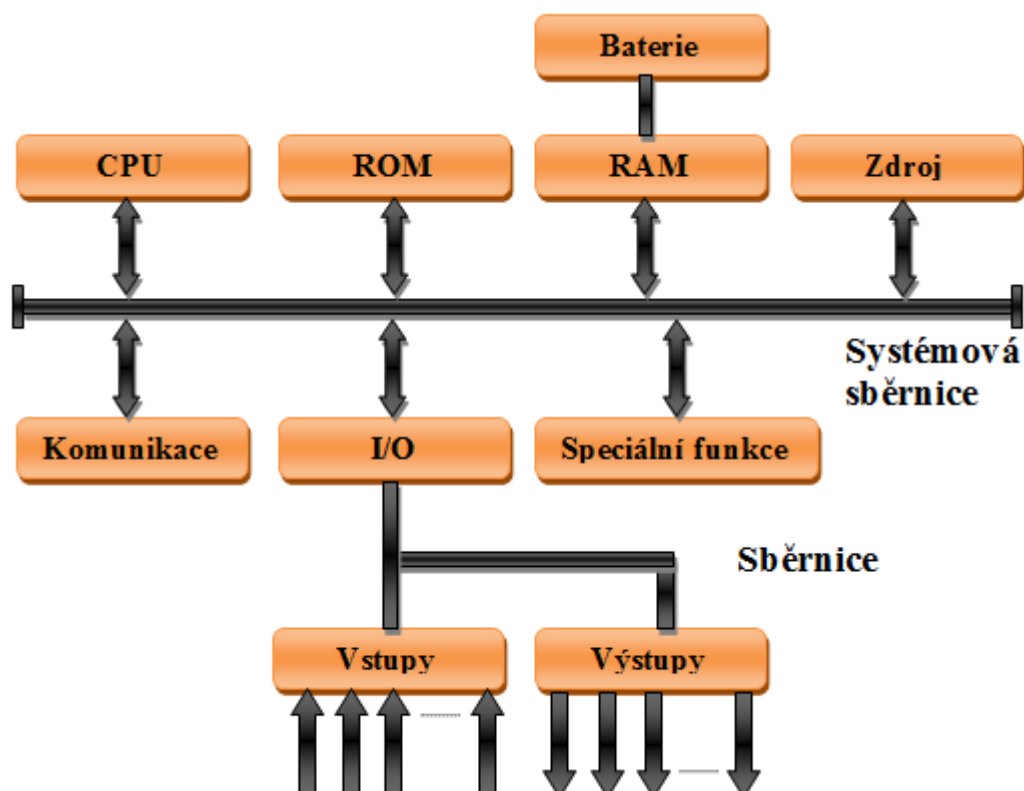 Baterie
CPU
ROM
RAM
Zdroj
Systémová
sběrnice
Komunikace
I/O
Speciální funkce
Sběrnice
Vstupy
Výstupy